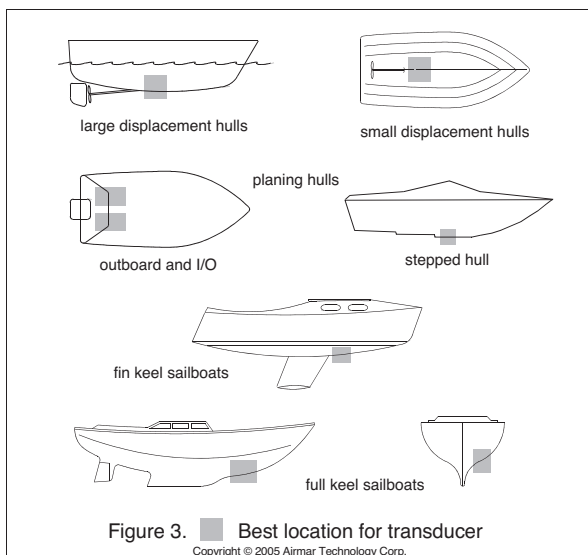 large displacement hulls
small displacement hulls
planing hulls
outboard and I/O
stepped hull
fin keel sailboats
full keel sailboats
Figure 3. Best location for transducer
Copyright © 2005 Airmar Technology Corp.